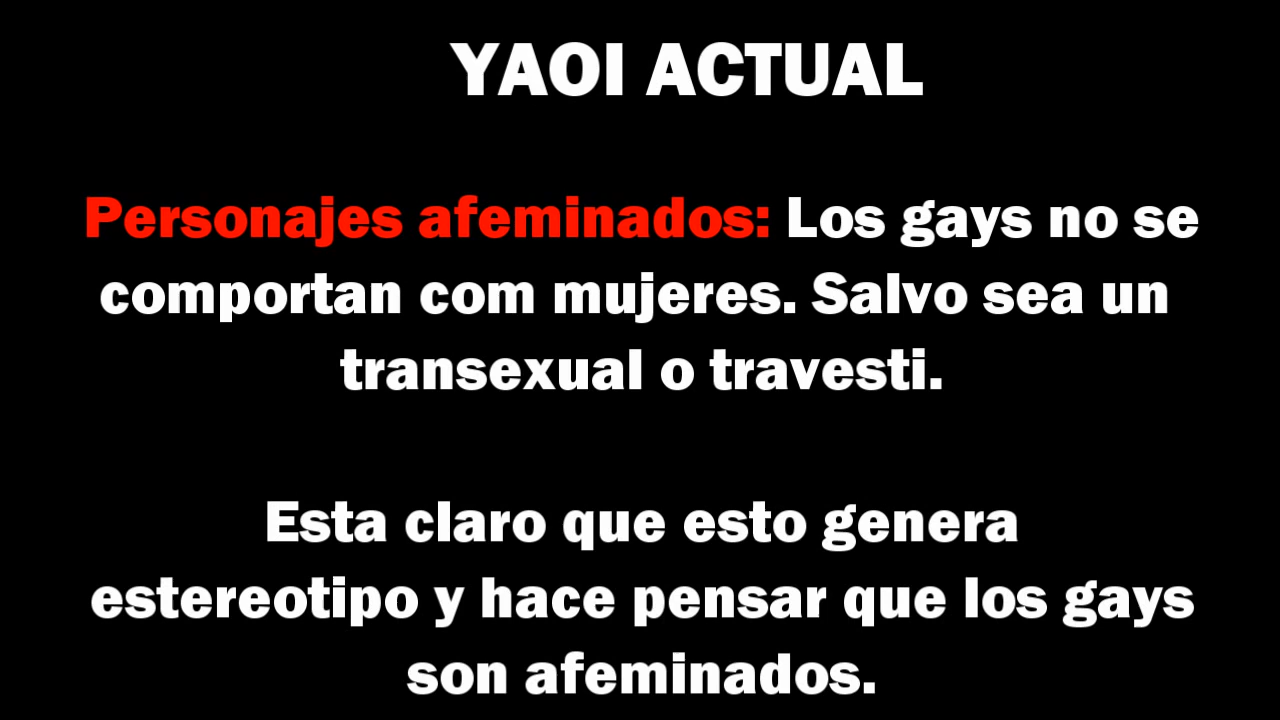 YAOI ACTUAL
Personajes afeminados: Los gays no se
comportan com mujeres. Salvo sea un
transexual o travesti.
Esta claro que esto genera
estereotipo y hace pensar que los gays
son afeminados.